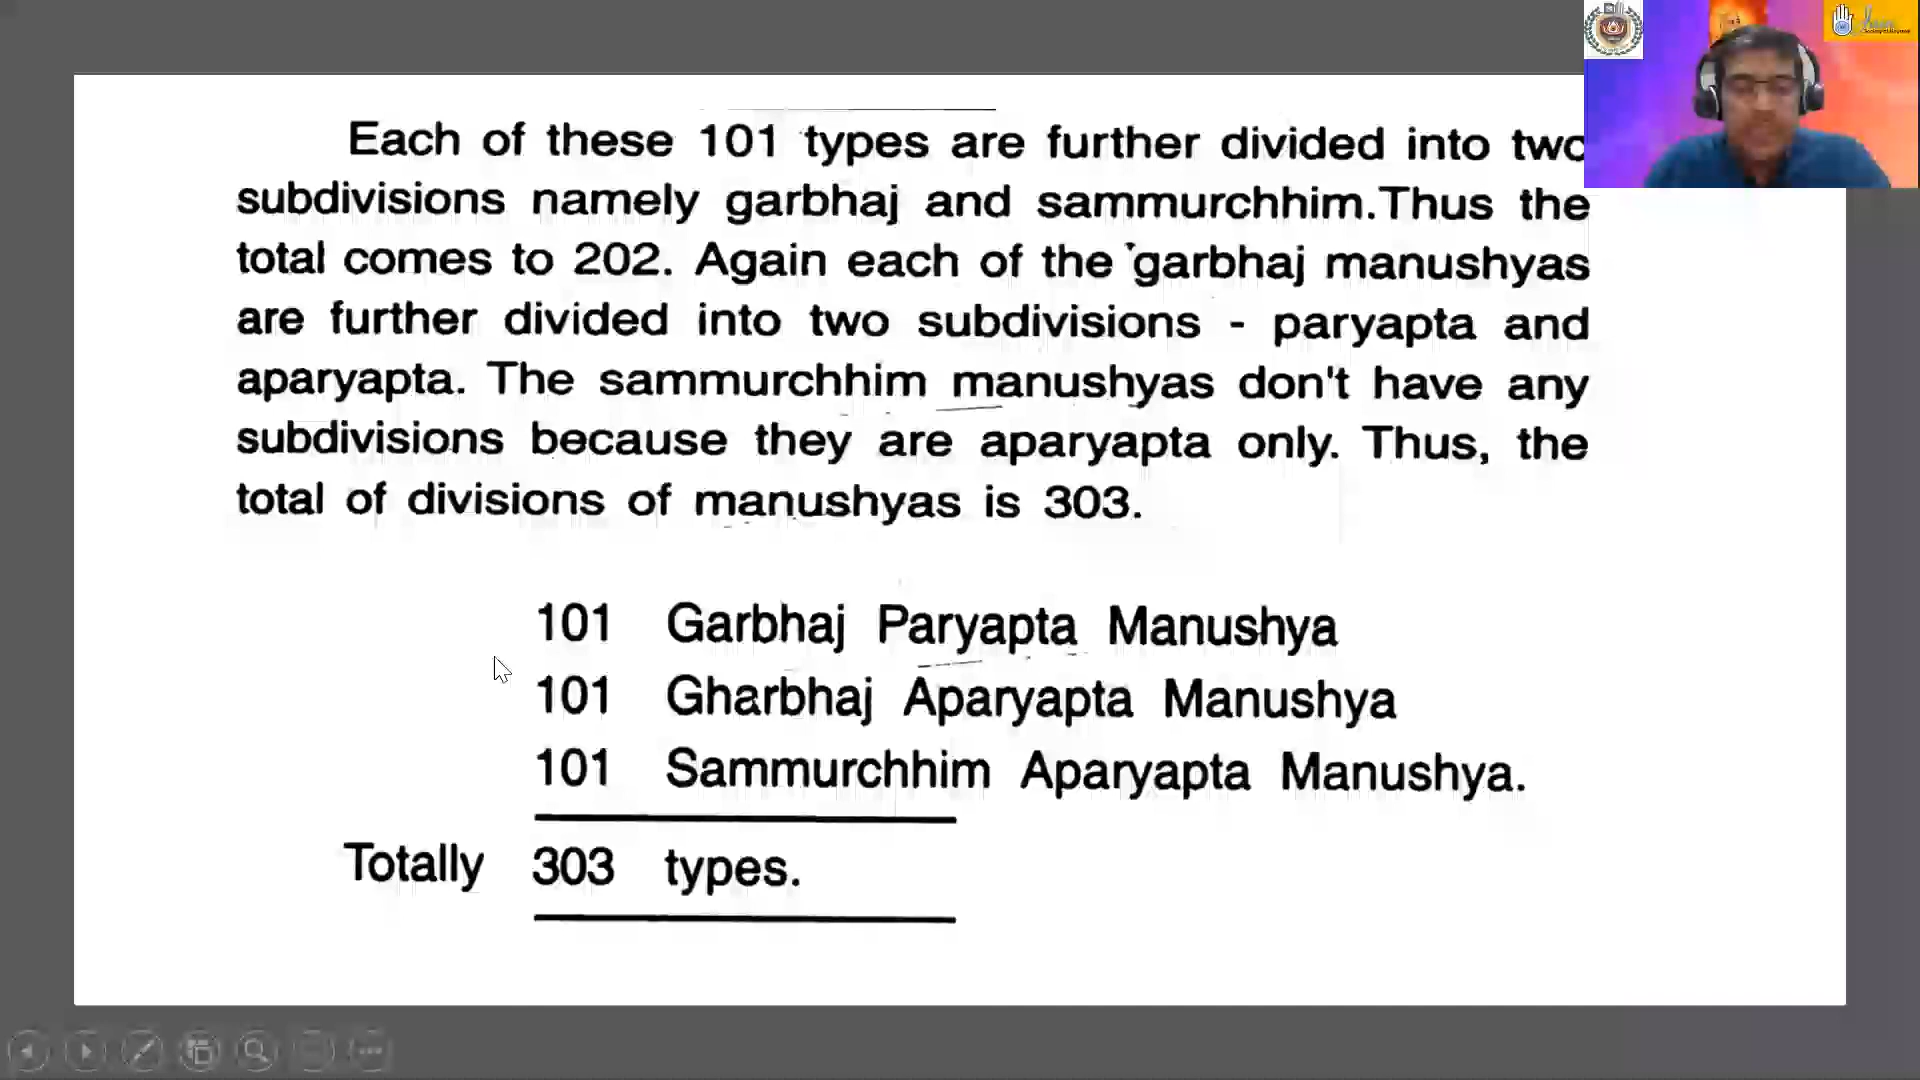 Each of these 101 types are further divided into two
subdivisions namely garbhaj and sammurchhim.Thus the
total comes to 202. Again each of the garbhaj manushyas
are further divided into two subdivisions - paryapta and
aparyapta. The sammurchhim manushyas don't have any
subdivisions because they are aparyapta only. Thus, the
total of divisions of manushyas is 303.
101 Garbhaj Paryapta Manushya
101 Gharbhaj Aparyapta Manushya
101 Sammurchhim Aparyapta Manushya.
Totally 303 types.